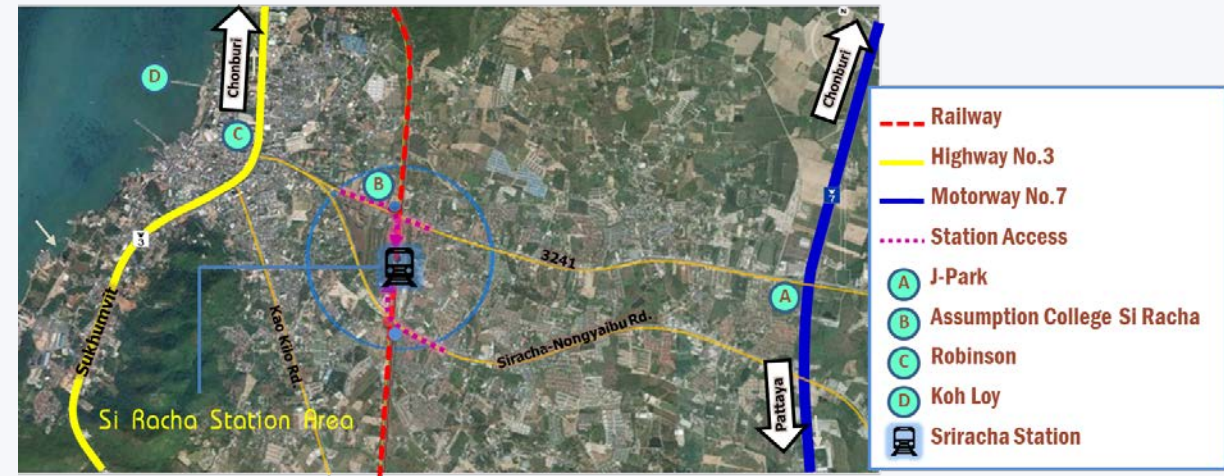 Chonburi
N
Chonburi
D
C
B
7
3
3241
A
Sukhumvit
Kao Kilo Rd.
Siracha-Nongyaibu Rd.
Pattaya
Si Racha Station Area
Railway
Highway No.3
Motorway No.7
Station Access
A J-Park
B Assumption College Si Racha
C Robinson
D Koh Loy
Sriracha Station